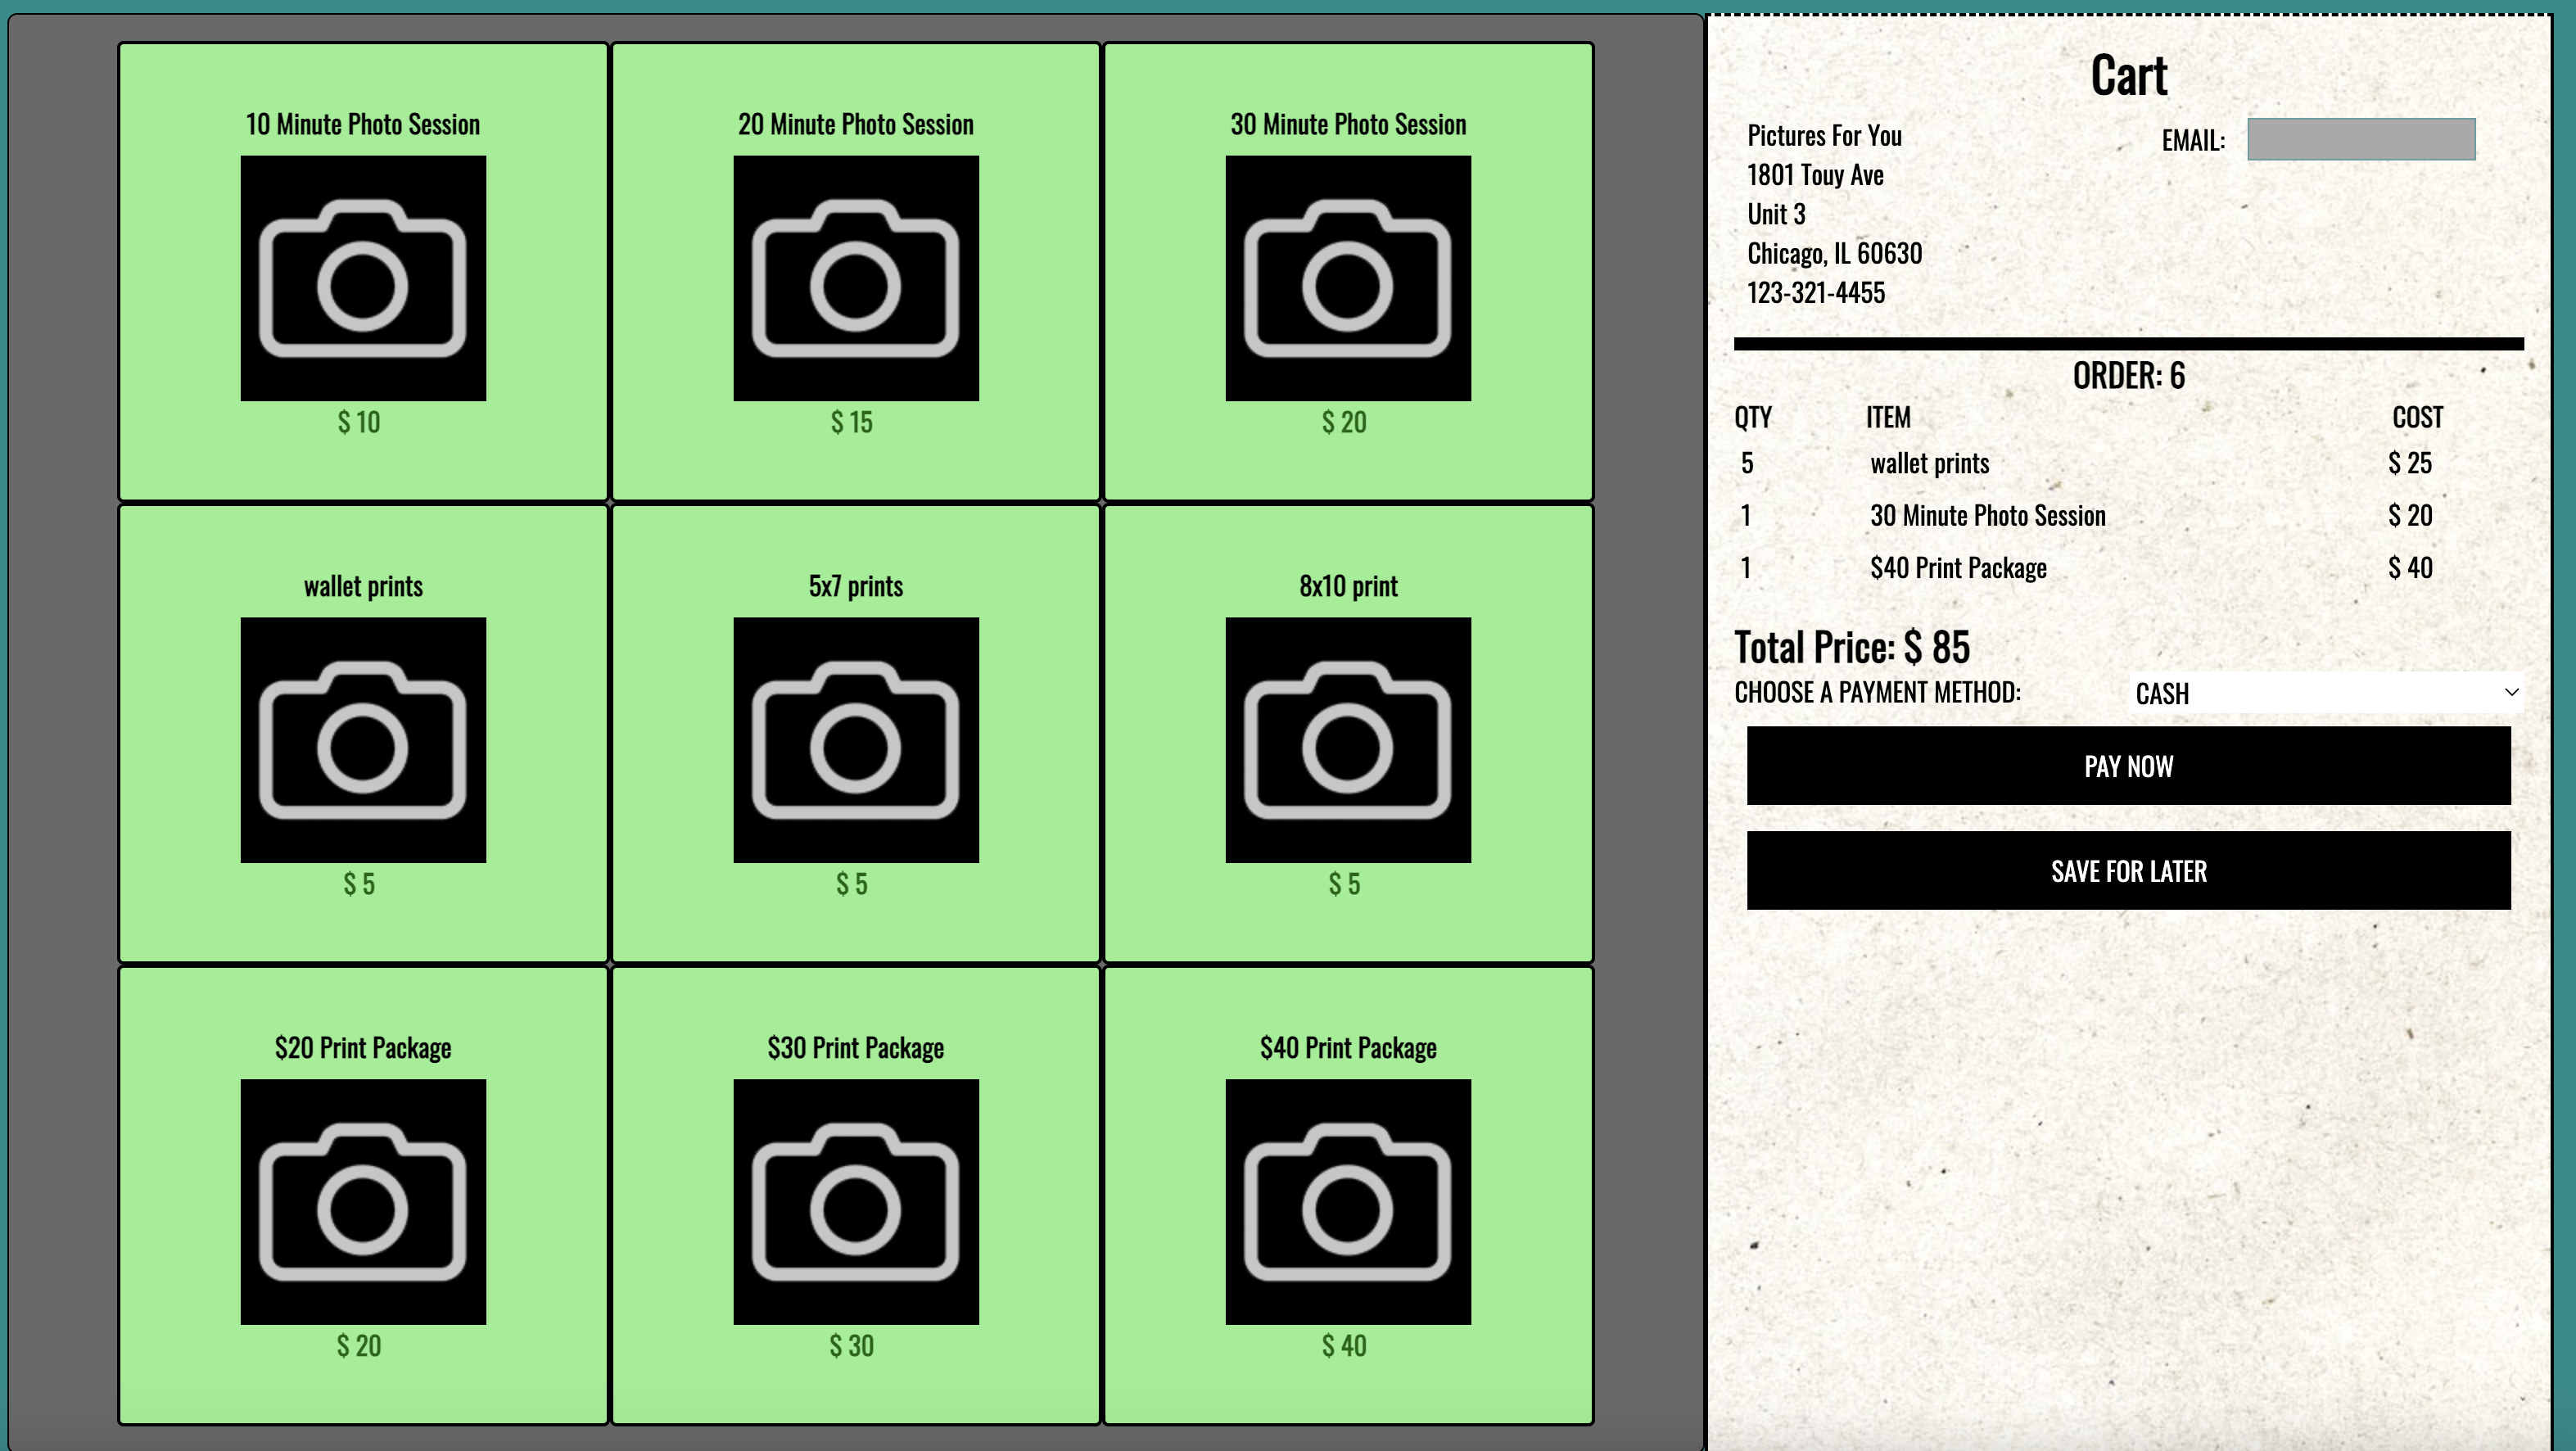 10 Minute Photo Session
$ 10
20 Minute Photo Session
$ 15
30 Minute Photo Session
$ 20
wallet prints
$ 5
5x7 prints
$ 5
8x10 print
$ 5
$20 Print Package
$ 20
$30 Print Package
$ 30
$40 Print Package
$ 40
Cart
Pictures For You
1801 Touy Ave
Unit 3
Chicago, IL 60630
123-321-4455
EMAIL:
ORDER: 6
QTY ITEM COST
5 wallet prints $ 25
1 30 Minute Photo Session $ 20
1 $40 Print Package $ 40
Total Price: $ 85
CHOOSE A PAYMENT METHOD: CASH
PAY NOW
SAVE FOR LATER